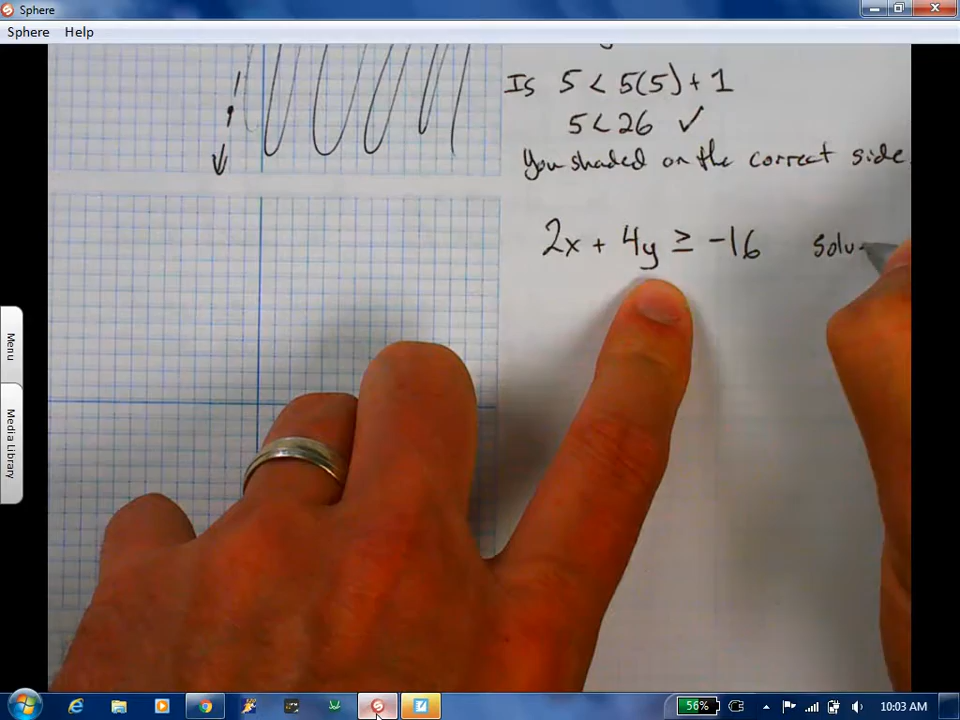 Sphere
Sphere Help
Is 5 < 5(5) + 1
5 < 26 ✓
You shaded on the correct side
2x + 4y ≥ -16
Menu
Media Library
56%
10:03 AM